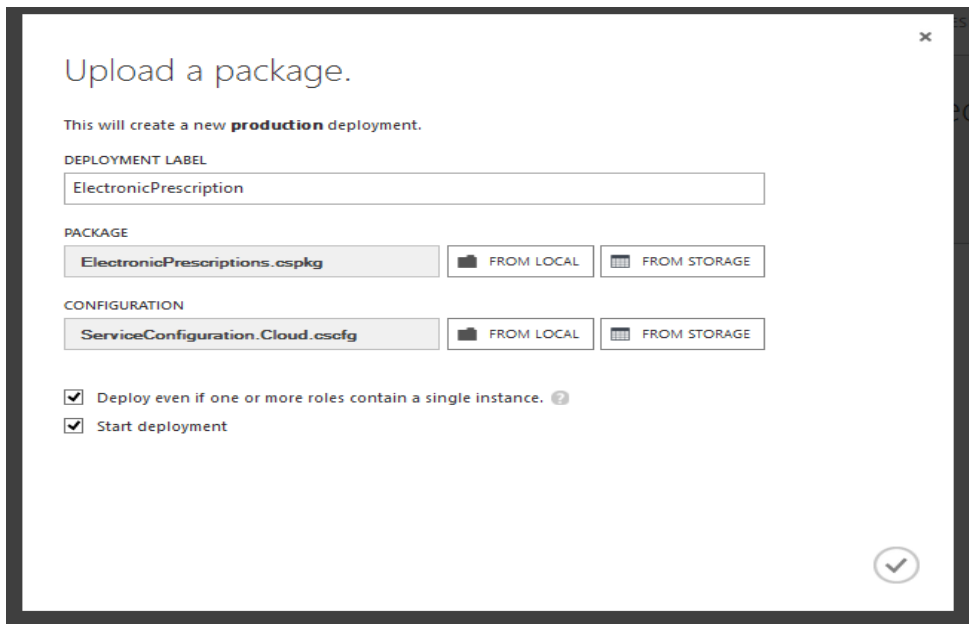 ES
Upload a package.
This will create a new production deployment.
DEPLOYMENT LABEL
ElectronicPrescription
PACKAGE
ElectronicPrescriptions.cspkg FROM LOCAL FROM STORAGE
CONFIGURATION
ServiceConfiguration.Cloud.cscfg FROM LOCAL FROM STORAGE
Deploy even if one or more roles contain a single instance. ?
Start deployment